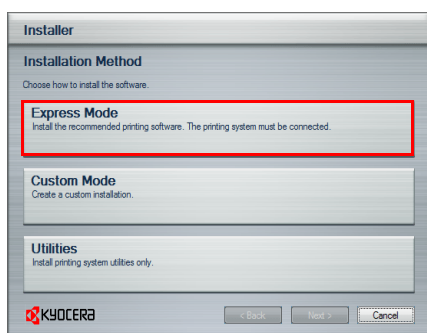 Installer
Installation Method
Choose how to install the software.
Express Mode
Install the recommended printing software. The printing system must be connected.
Custom Mode
Create a custom installation.
Utilities
Install printing system utilities only.
KYOCERA
< Back
Next >
Cancel